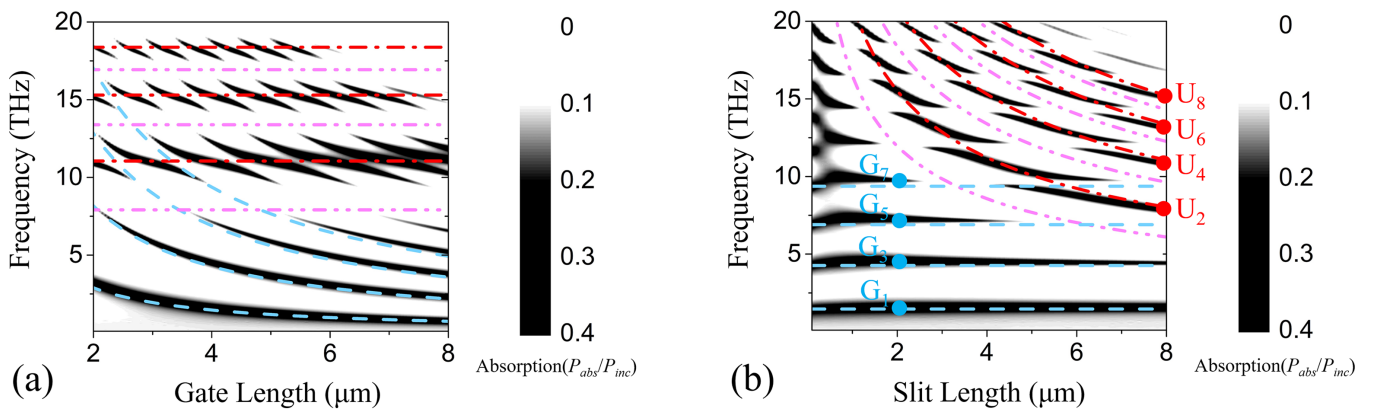 20
15
10
5
Frequency (THz)
2
4
6
8
Gate Length (μm)
(a)
0
0.1
0.2
0.3
0.4
Absorption(Pabs/Pinc)
20
15
10
5
Frequency (THz)
G7
G5
G3
G1
U8
U6
U4
U2
2
4
6
8
Slit Length (μm)
(b)
0
0.1
0.2
0.3
0.4
Absorption(Pabs/Pinc)